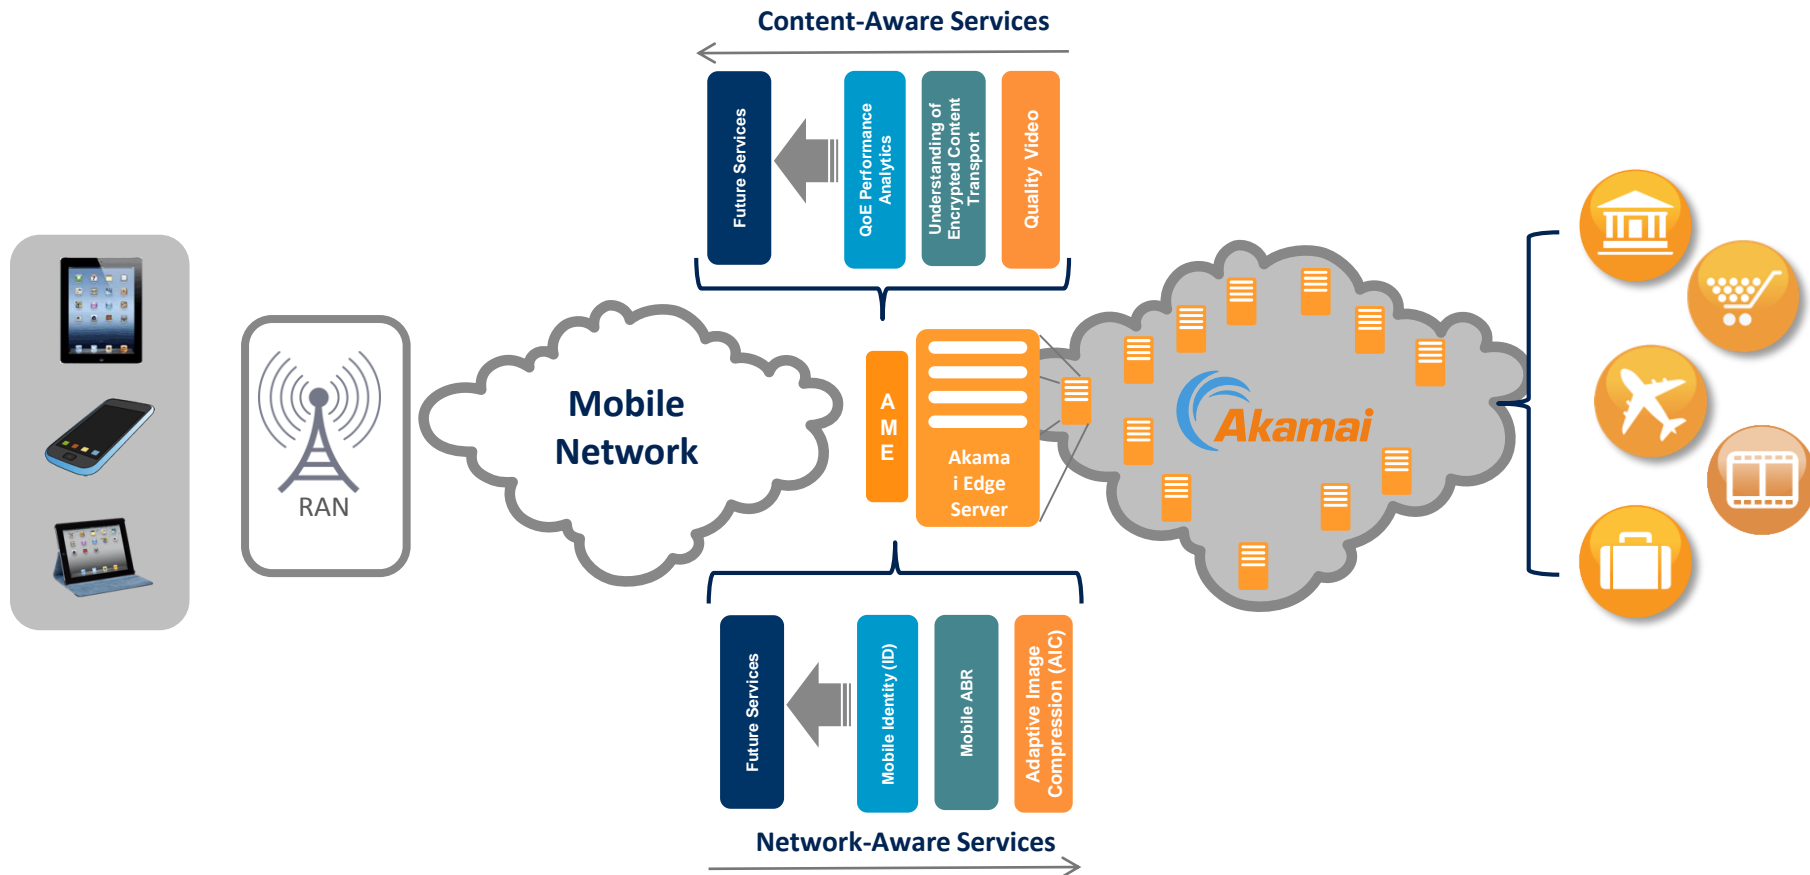 Content-Aware Services
Future Services
QoE Performance
Analytics
Understanding of
Encrypted Content
Transport
Quality Video
RAN
Mobile
Network
A
M
E
Akama
i Edge
Server
Akamai
Future Services
Mobile Identity (ID)
Mobile ABR
Adaptive Image
Compression (AIC)
Network-Aware Services